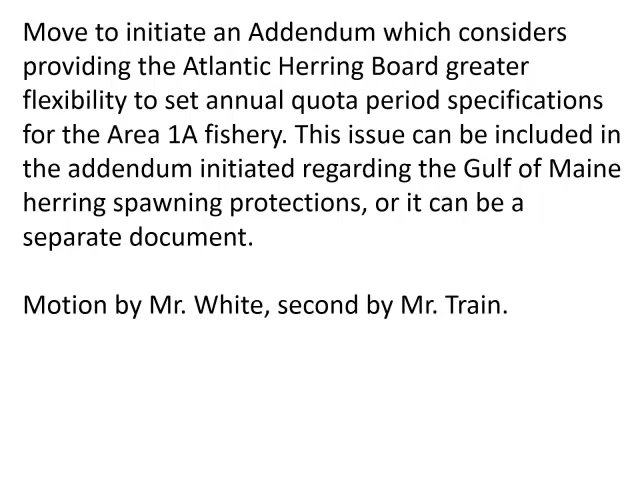 Move to initiate an Addendum which considers
providing the Atlantic Herring Board greater
flexibility to set annual quota period specifications
for the Area 1A fishery. This issue can be included in
the addendum initiated regarding the Gulf of Maine
herring spawning protections, or it can be a
separate document.
Motion by Mr. White, second by Mr. Train.